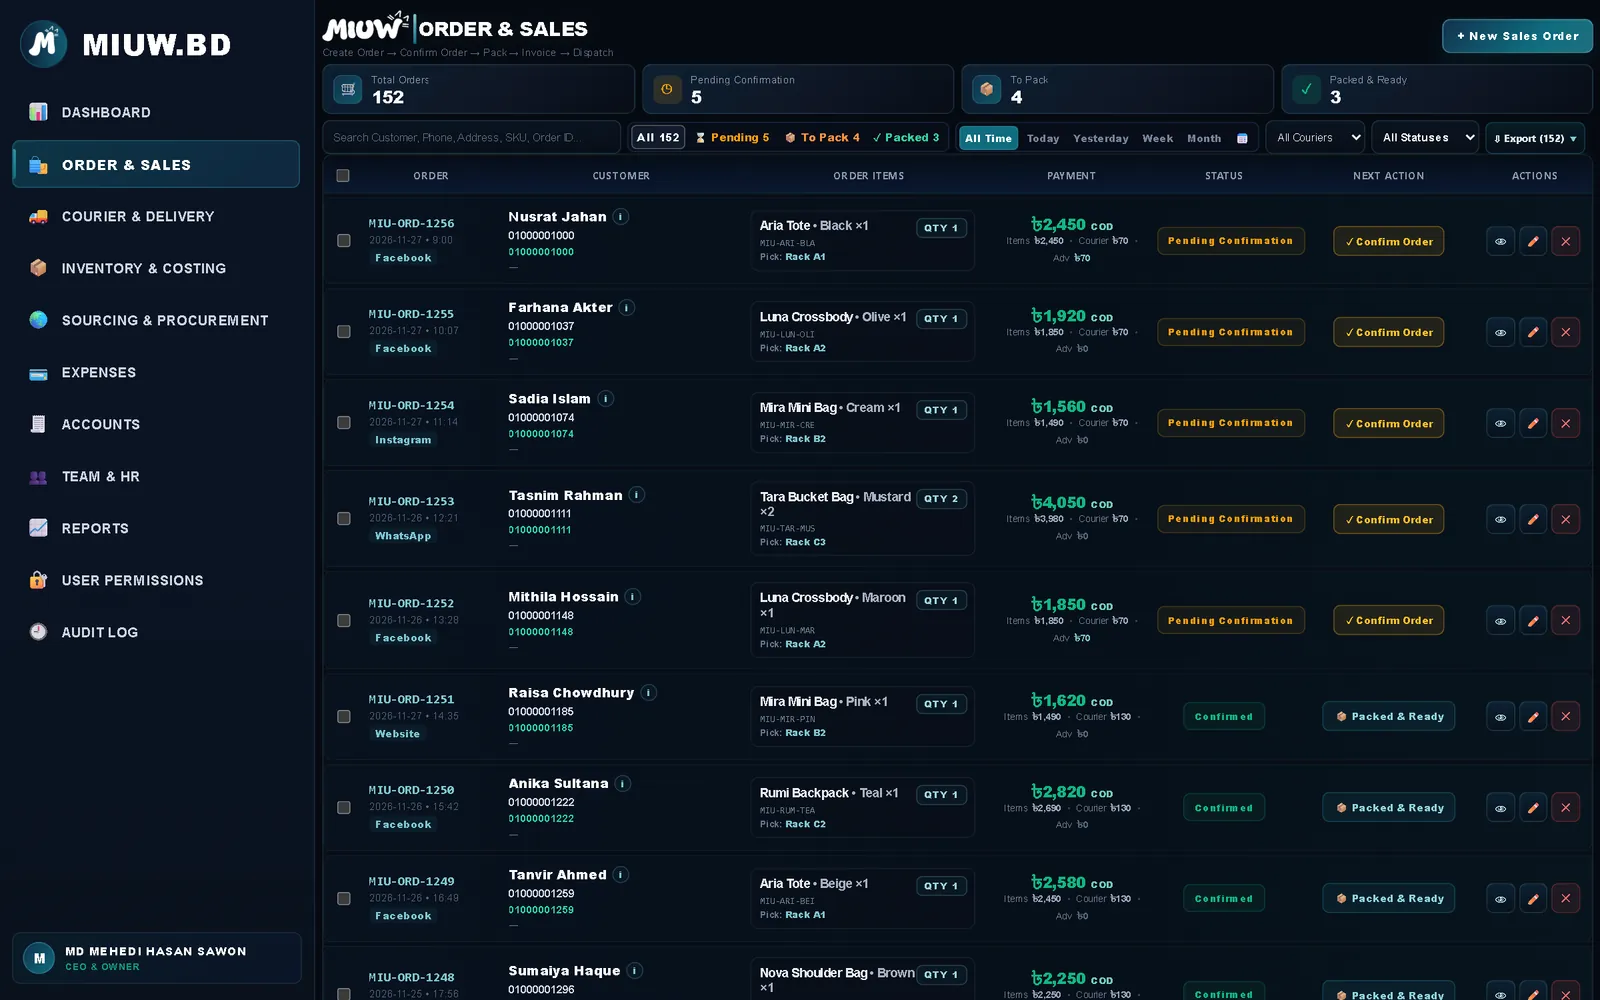 MIUW.BD
DASHBOARD
ORDER & SALES
COURIER & DELIVERY
INVENTORY & COSTING
SOURCING & PROCUREMENT
EXPENSES
ACCOUNTS
TEAM & HR
REPORTS
USER PERMISSIONS
AUDIT LOG
M
MD MEHEDI HASAN SAWON
CEO & OWNER
MIUW ORDER & SALES
Create Order → Confirm Order → Pack → Invoice → Dispatch
+ New Sales Order
Total Orders
152
Pending Confirmation
5
To Pack
4
Packed & Ready
3
Search Customer, Phone, Address, SKU, Order ID...
All 152 Pending 5 To Pack 4 ✓ Packed 3
All Time Today Yesterday Week Month
All Couriers
All Statuses
⇩ Export (152) ▾
ORDER CUSTOMER ORDER ITEMS PAYMENT STATUS NEXT ACTION ACTIONS
MIU-ORD-1256
2026-11-27 • 9:00
Facebook
Nusrat Jahan i
01000001000
01000001000
—
Aria Tote • Black ×1 QTY 1
MIU-ARI-BLA
Pick: Rack A1
৳2,450 COD
Items ৳2,450 · Courier ৳70 ·
Adv ৳70
Pending Confirmation
✓ Confirm Order
MIU-ORD-1255
2026-11-27 • 10:07
Facebook
Farhana Akter i
01000001037
01000001037
—
Luna Crossbody • Olive ×1 QTY 1
MIU-LUN-OLI
Pick: Rack A2
৳1,920 COD
Items ৳1,850 · Courier ৳70 ·
Adv ৳0
Pending Confirmation
✓ Confirm Order
MIU-ORD-1254
2026-11-27 • 11:14
Instagram
Sadia Islam i
01000001074
01000001074
—
Mira Mini Bag • Cream ×1 QTY 1
MIU-MIR-CRE
Pick: Rack B2
৳1,560 COD
Items ৳1,490 · Courier ৳70 ·
Adv ৳0
Pending Confirmation
✓ Confirm Order
MIU-ORD-1253
2026-11-26 • 12:21
WhatsApp
Tasnim Rahman i
01000001111
01000001111
—
Tara Bucket Bag • Mustard QTY 2
×2
MIU-TAR-MUS
Pick: Rack C3
৳4,050 COD
Items ৳3,980 · Courier ৳70 ·
Adv ৳0
Pending Confirmation
✓ Confirm Order
MIU-ORD-1252
2026-11-26 • 13:28
Facebook
Mithila Hossain i
01000001148
01000001148
—
Luna Crossbody • Maroon QTY 1
×1
MIU-LUN-MAR
Pick: Rack A2
৳1,850 COD
Items ৳1,850 · Courier ৳70 ·
Adv ৳70
Pending Confirmation
✓ Confirm Order
MIU-ORD-1251
2026-11-27 • 14:35
Website
Raisa Chowdhury i
01000001185
01000001185
—
Mira Mini Bag • Pink ×1 QTY 1
MIU-MIR-PIN
Pick: Rack B2
৳1,620 COD
Items ৳1,490 · Courier ৳130 ·
Adv ৳0
Confirmed
Packed & Ready
MIU-ORD-1250
2026-11-26 • 15:42
Facebook
Anika Sultana i
01000001222
01000001222
—
Rumi Backpack • Teal ×1 QTY 1
MIU-RUM-TEA
Pick: Rack C2
৳2,820 COD
Items ৳2,690 · Courier ৳130 ·
Adv ৳0
Confirmed
Packed & Ready
MIU-ORD-1249
2026-11-26 • 16:49
Facebook
Tanvir Ahmed i
01000001259
01000001259
—
Aria Tote • Beige ×1 QTY 1
MIU-ARI-BEI
Pick: Rack A1
৳2,580 COD
Items ৳2,450 · Courier ৳130 ·
Adv ৳0
Confirmed
Packed & Ready
MIU-ORD-1248
2026-11-25 • 17:56
Sumaiya Haque i
01000001296
Nova Shoulder Bag • Brown QTY 1
×1
৳2,250 COD
Items ৳2,250 · Courier ৳130 ·
Confirmed
Packed & Ready